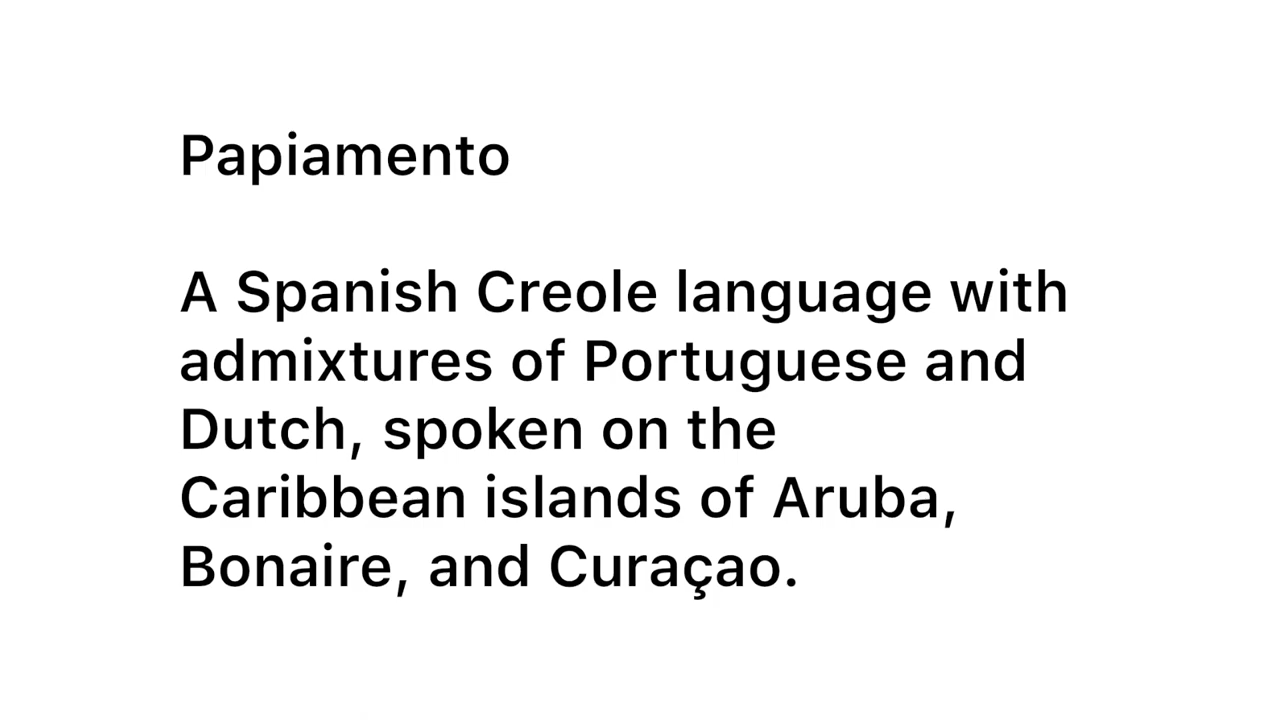 Papiamento
A Spanish Creole language with
admixtures of Portuguese and
Dutch, spoken on the
Caribbean islands of Aruba,
Bonaire, and Curaçao.